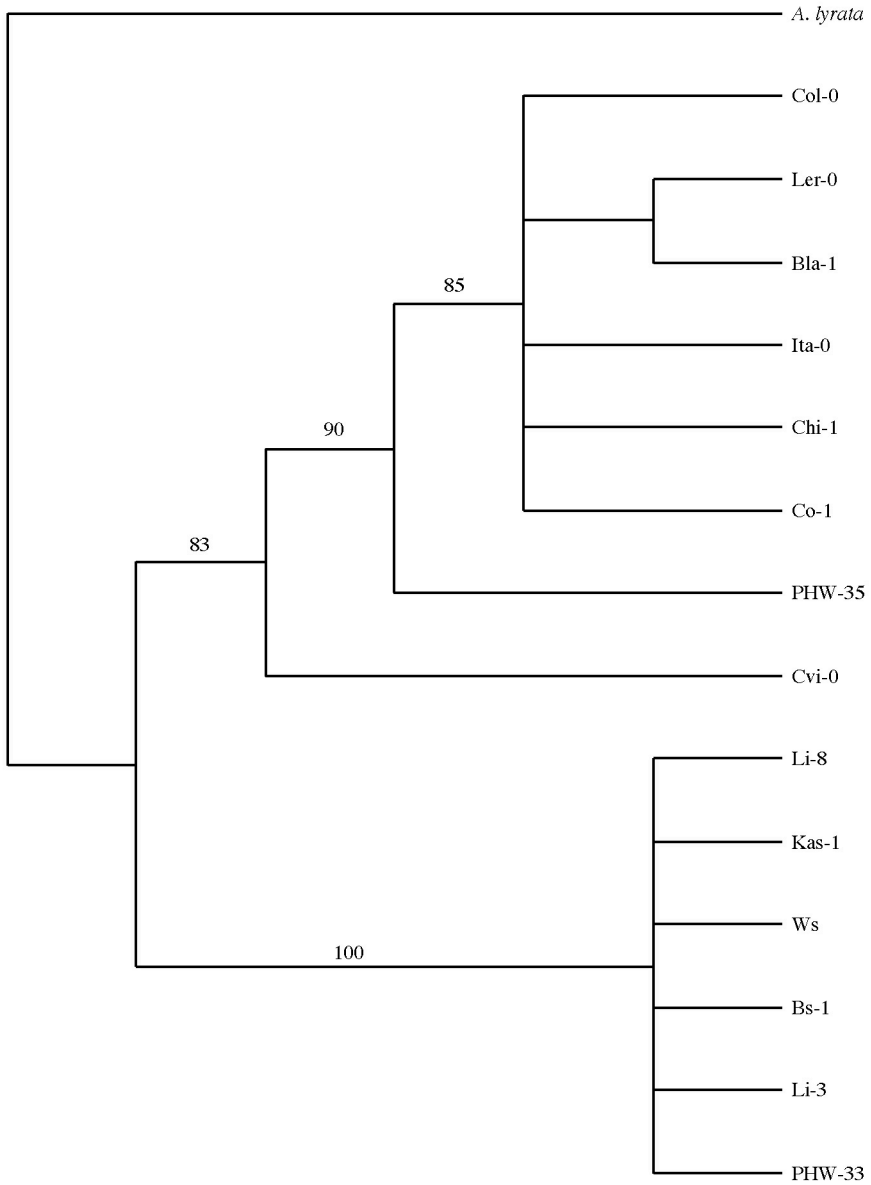 A. lyrata
Col-0
Ler-0
Bla-1
85
Ita-0
Chi-1
90
Co-1
83
PHW-35
Cvi-0
Li-8
Kas-1
Ws
100
Bs-1
Li-3
PHW-33